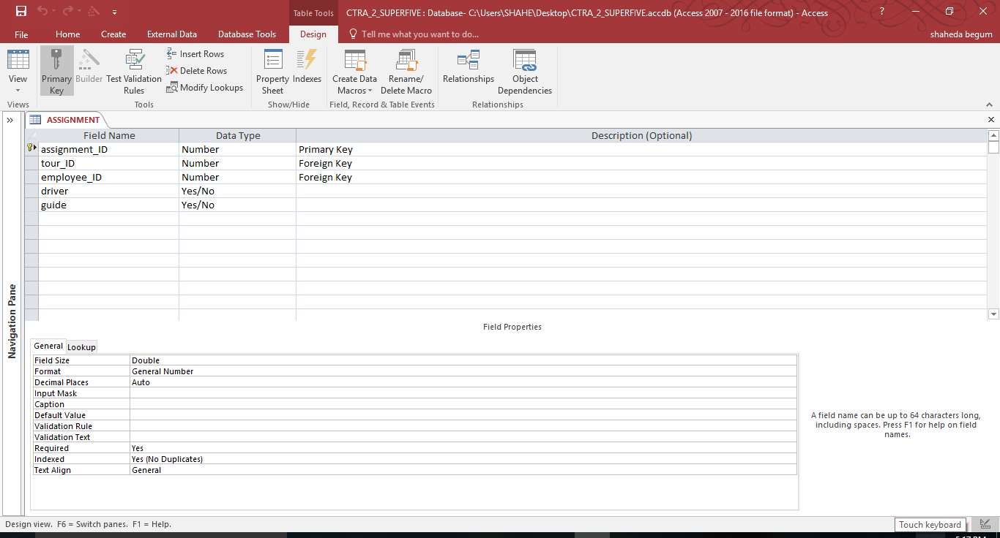 Table Tools
CTRA_2_SUPERFIVE : Database- C:\Users\SHAHE\Desktop\CTRA_2_SUPERFIVE.accdb (Access 2007 - 2016 file format) - Access
?
File Home Create External Data Database Tools Design Tell me what you want to do... shaheda begum
View
Primary Key
Builder
Test Validation Rules
Insert Rows
Delete Rows
Modify Lookups
Property Sheet
Indexes
Create Data Macros
Rename/ Delete Macro
Relationships
Object Dependencies
Views Tools Show/Hide Field, Record & Table Events Relationships
ASSIGNMENT
Navigation Pane
Field Name Data Type Description (Optional)
assignment_ID Number Primary Key
tour_ID Number Foreign Key
employee_ID Number Foreign Key
driver Yes/No
guide Yes/No
Field Properties
General Lookup
Field Size Double
Format General Number
Decimal Places Auto
Input Mask
Caption
Default Value
Validation Rule
Validation Text
Required Yes
Indexed Yes (No Duplicates)
Text Align General
A field name can be up to 64 characters long,
including spaces. Press F1 for help on field
names.
Design view. F6 = Switch panes. F1 = Help.
Touch keyboard